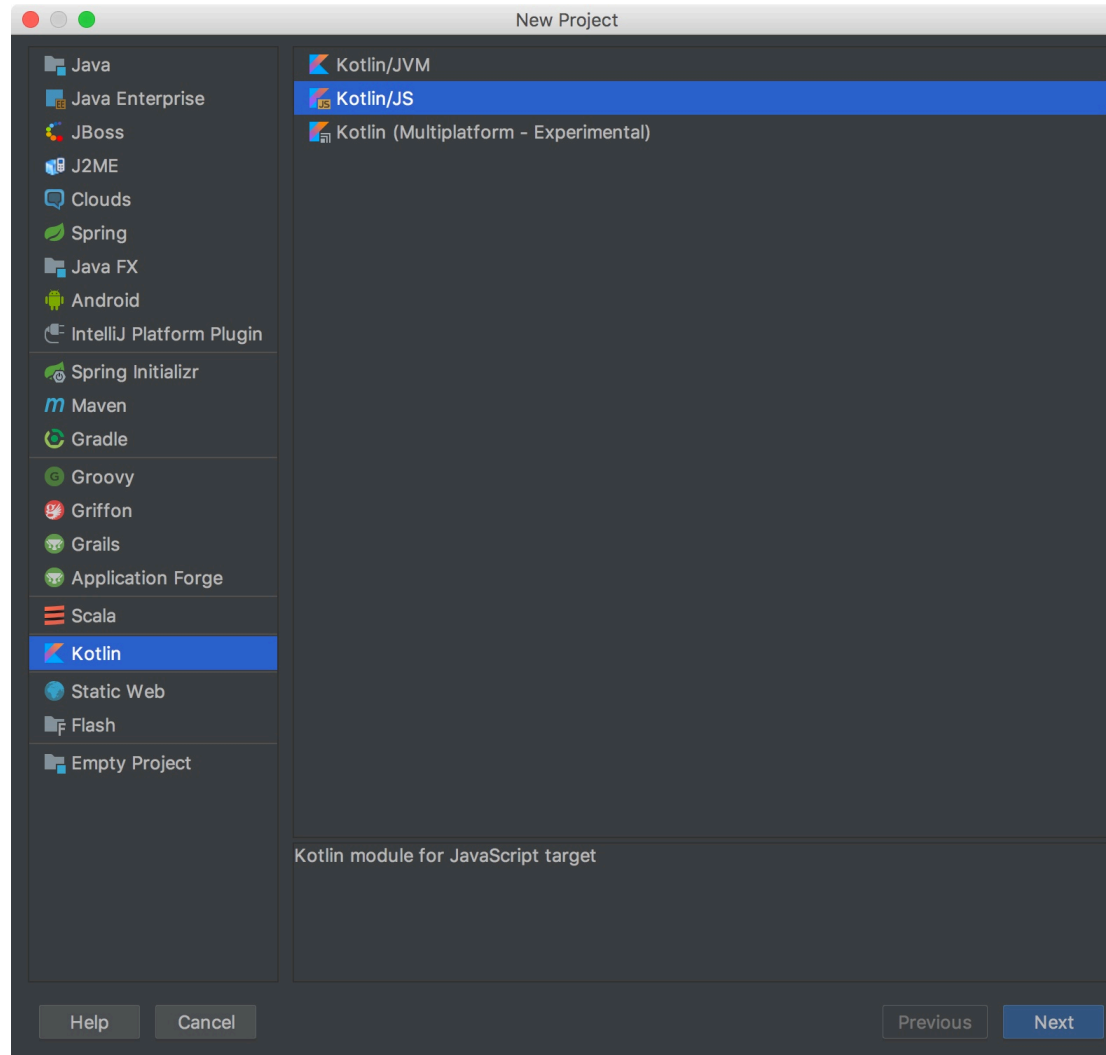 New Project
Java
Java Enterprise
JBoss
J2ME
Clouds
Spring
Java FX
Android
IntelliJ Platform Plugin
Spring Initializr
Maven
Gradle
Groovy
Griffon
Grails
Application Forge
Scala
Kotlin
Static Web
Flash
Empty Project
Kotlin/JVM
Kotlin/JS
Kotlin (Multiplatform - Experimental)
Kotlin module for JavaScript target
Help Cancel Previous Next